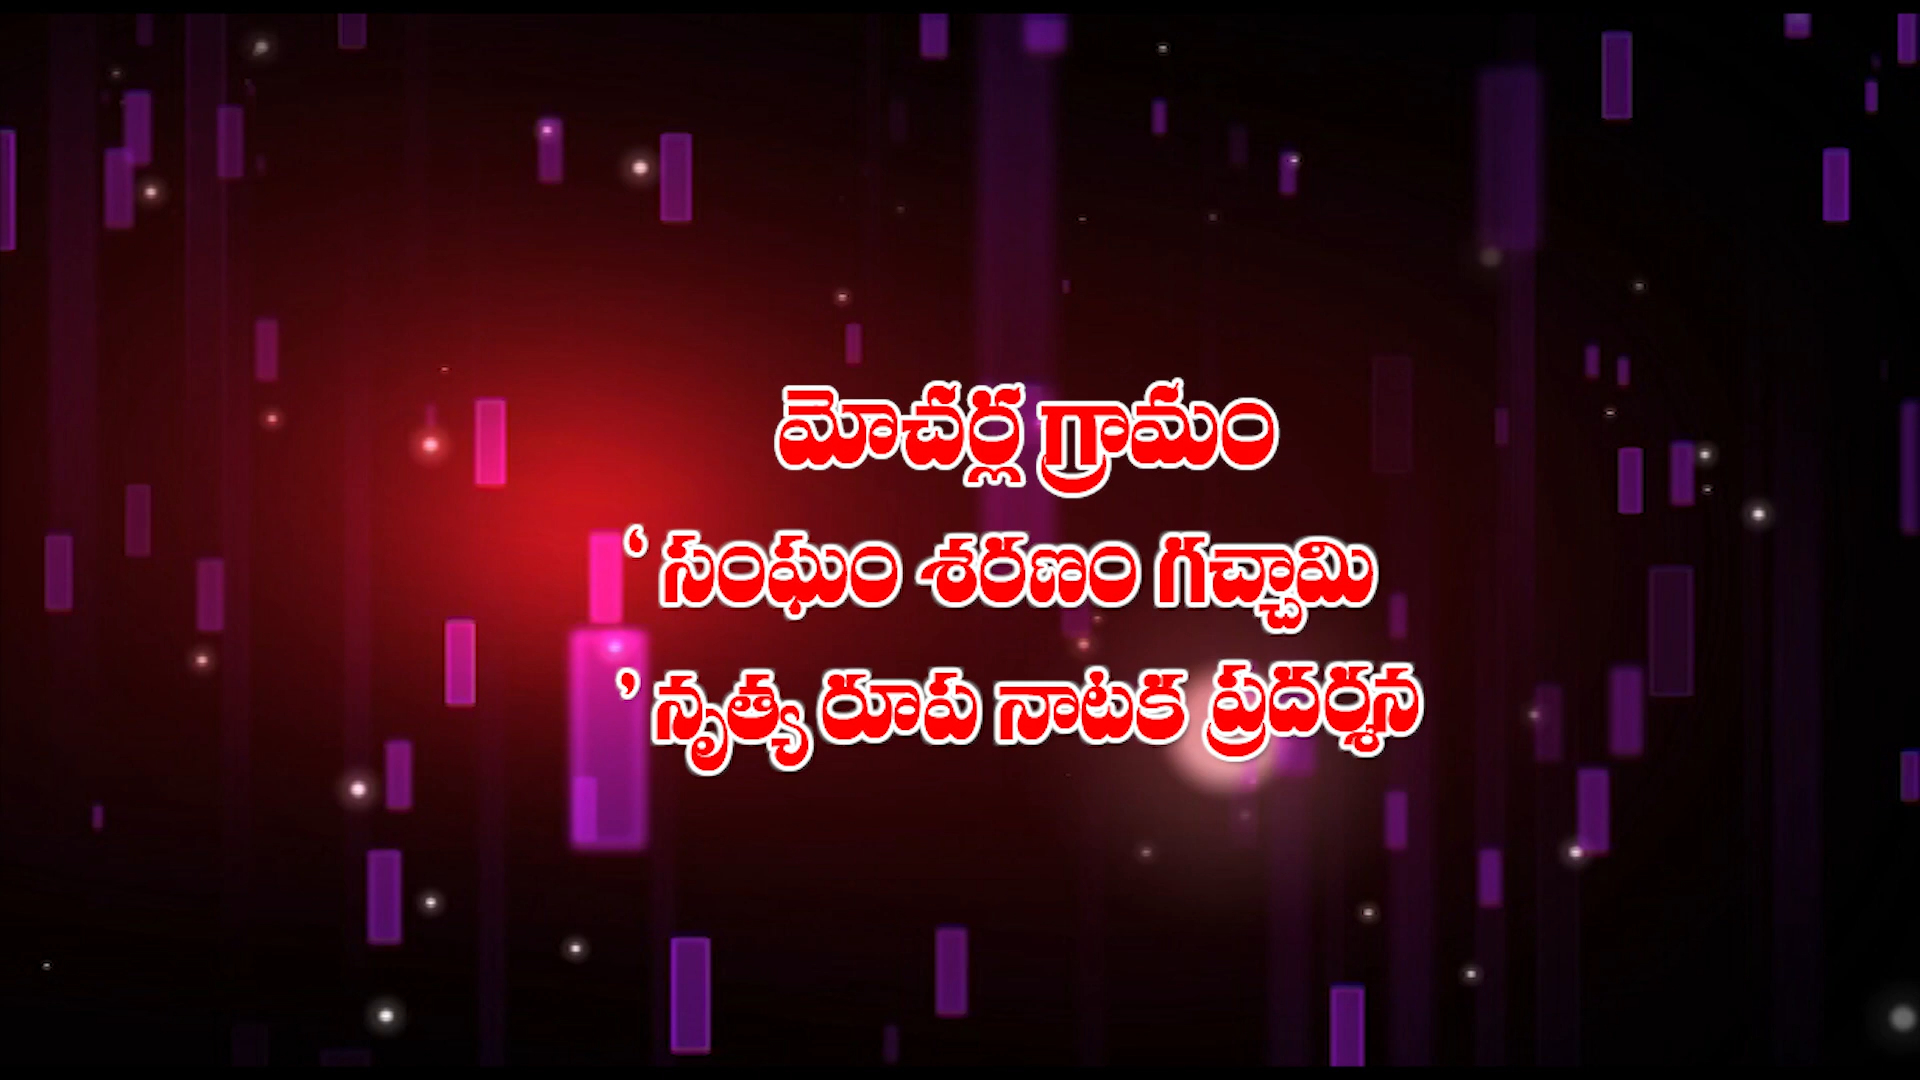 మోచర్ల గ్రామం
‘ సంఘం శరణం గచ్చామి
’ నృత్య రూప నాటక ప్రదర్శన